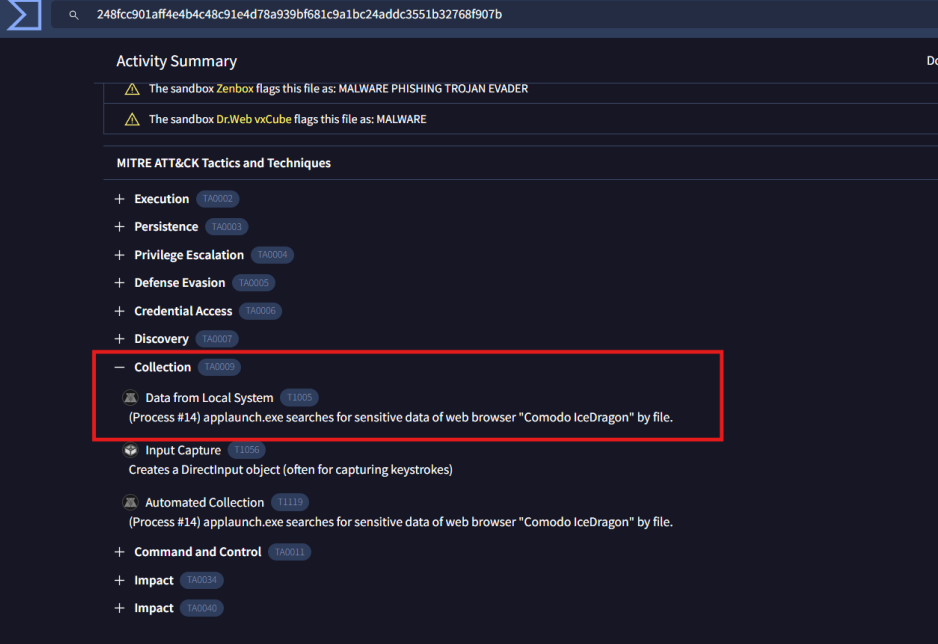 248fcc901aff4e4b4c48c91e4d78a939bf681c9a1bc24addc3551b32768f907b
Activity Summary
The sandbox Zenbox flags this file as: MALWARE PHISHING TROJAN EVADER
The sandbox Dr.Web vxCube flags this file as: MALWARE
MITRE ATT&CK Tactics and Techniques
+ Execution TA0002
+ Persistence TA0003
+ Privilege Escalation TA0004
+ Defense Evasion TA0005
+ Credential Access TA0006
+ Discovery TA0007
− Collection TA0009
Data from Local System T1005
(Process #14) applaunch.exe searches for sensitive data of web browser "Comodo IceDragon" by file.
Input Capture T1056
Creates a DirectInput object (often for capturing keystrokes)
Automated Collection T1119
(Process #14) applaunch.exe searches for sensitive data of web browser "Comodo IceDragon" by file.
+ Command and Control TA0011
+ Impact TA0034
+ Impact TA0040